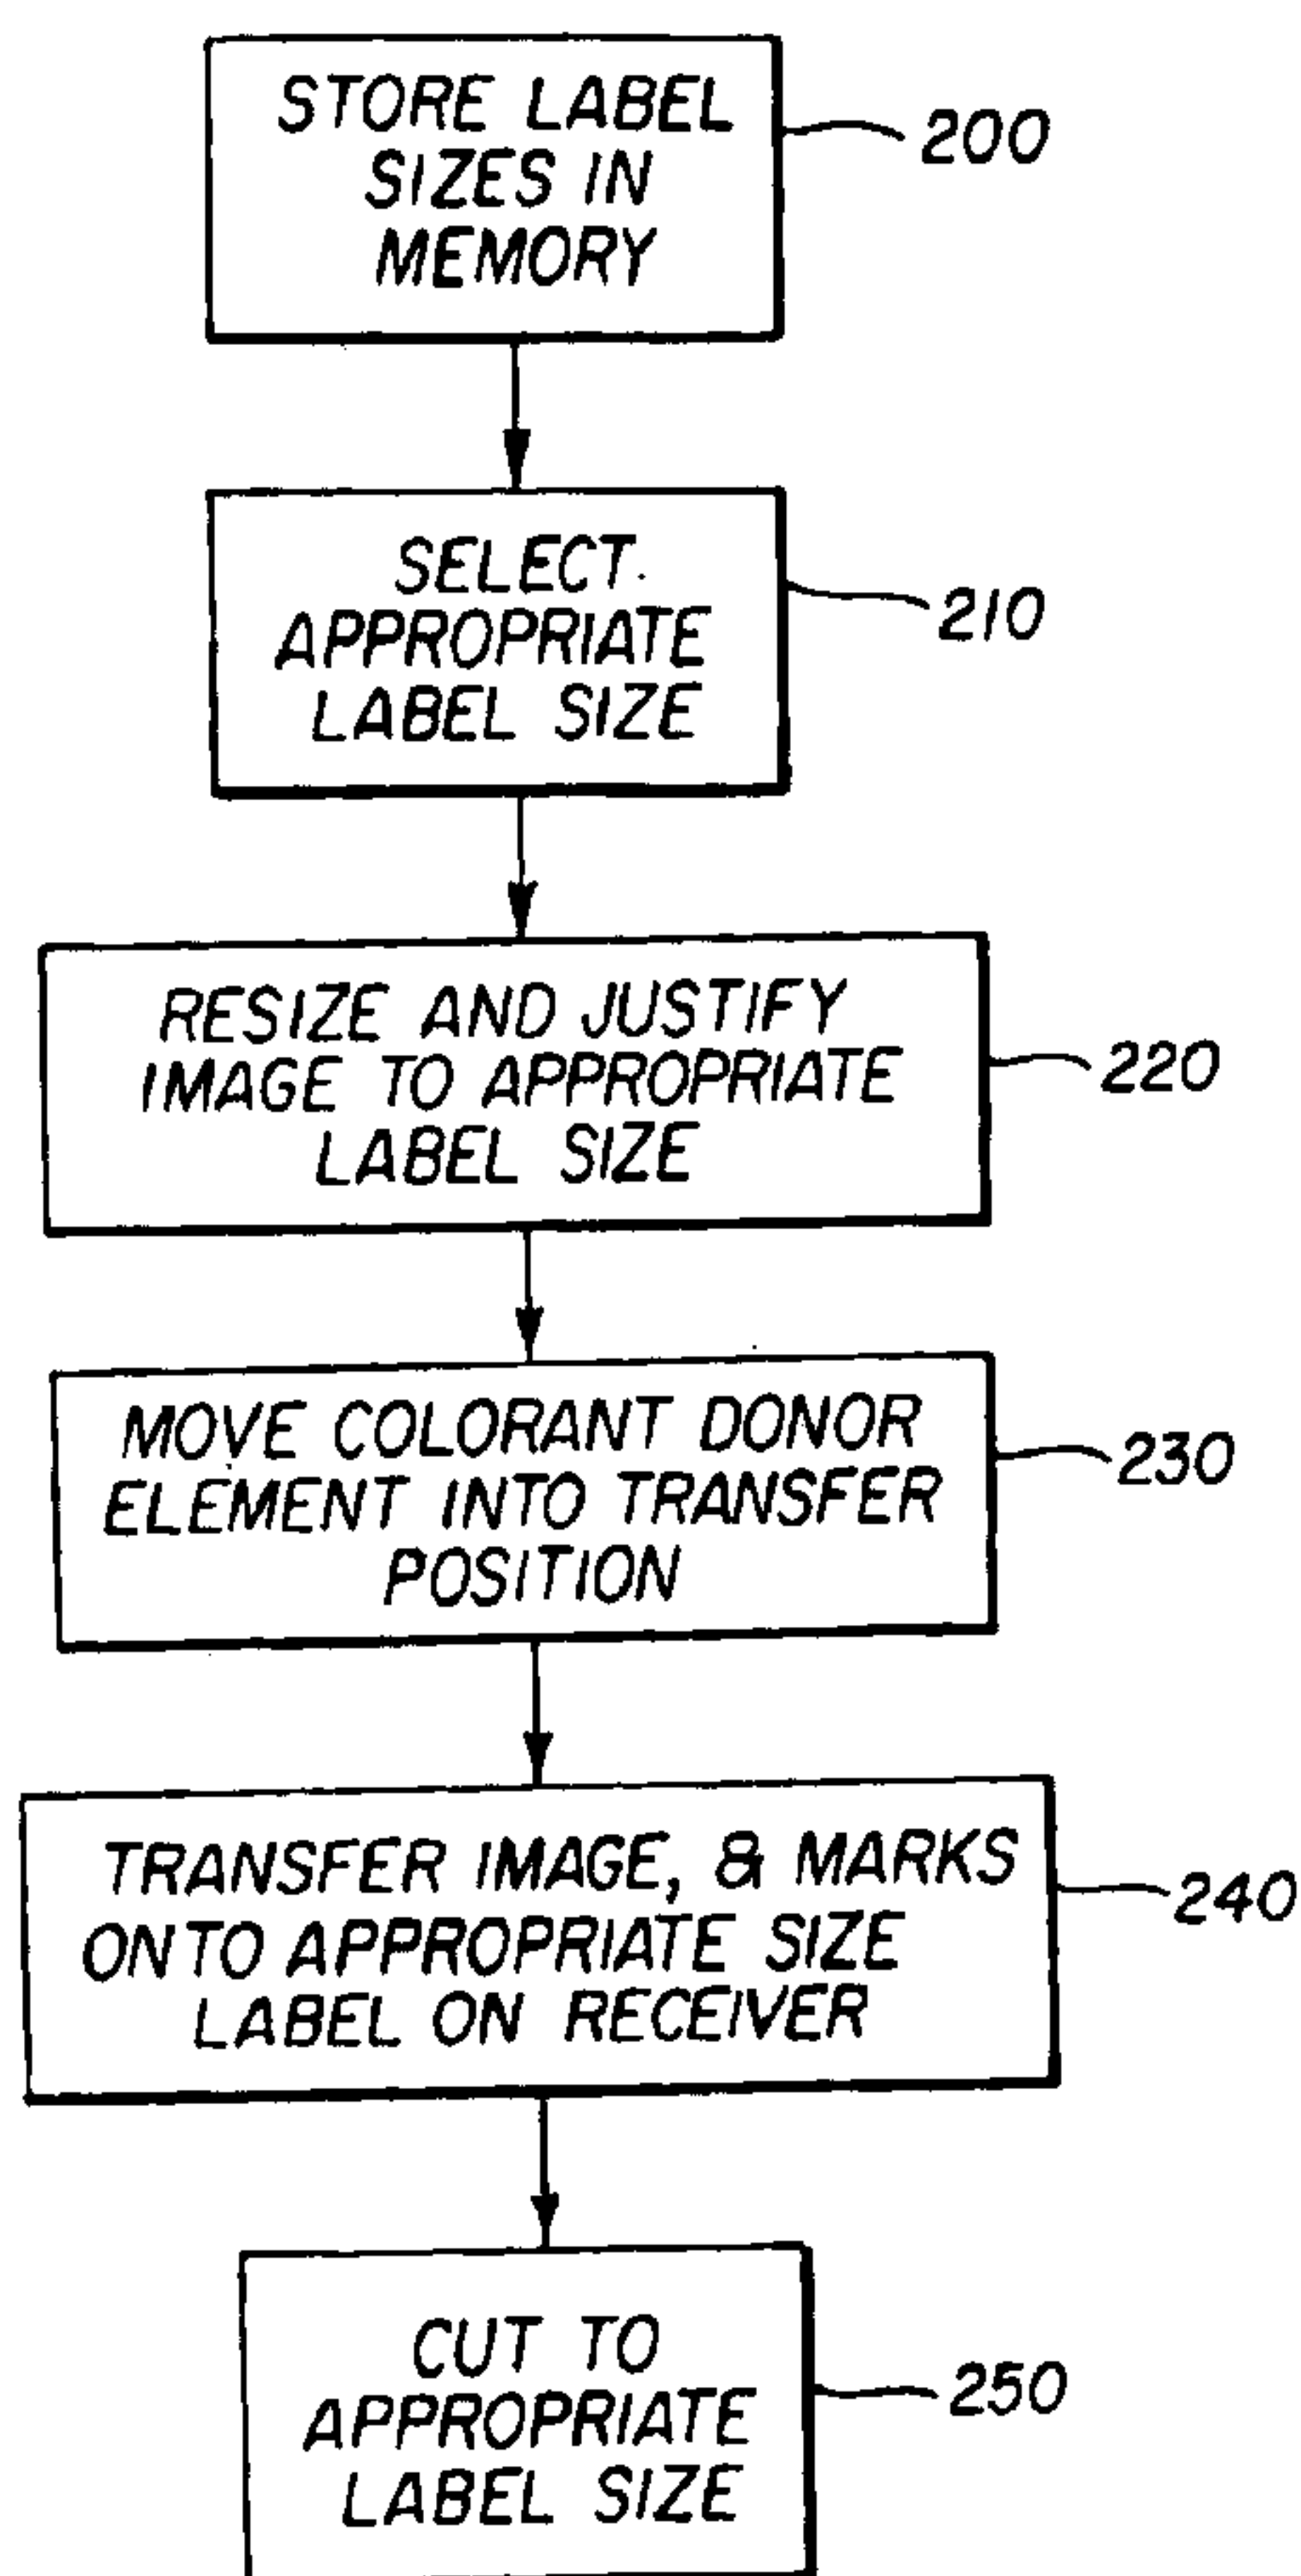 STORE LABEL
SIZES IN
MEMORY
200
SELECT
APPROPRIATE
LABEL SIZE
210
RESIZE AND JUSTIFY
IMAGE TO APPROPRIATE
LABEL SIZE
220
MOVE COLORANT DONOR
ELEMENT INTO TRANSFER
POSITION
230
TRANSFER IMAGE, & MARKS
ONTO APPROPRIATE SIZE
LABEL ON RECEIVER
240
CUT TO
APPROPRIATE
LABEL SIZE
250